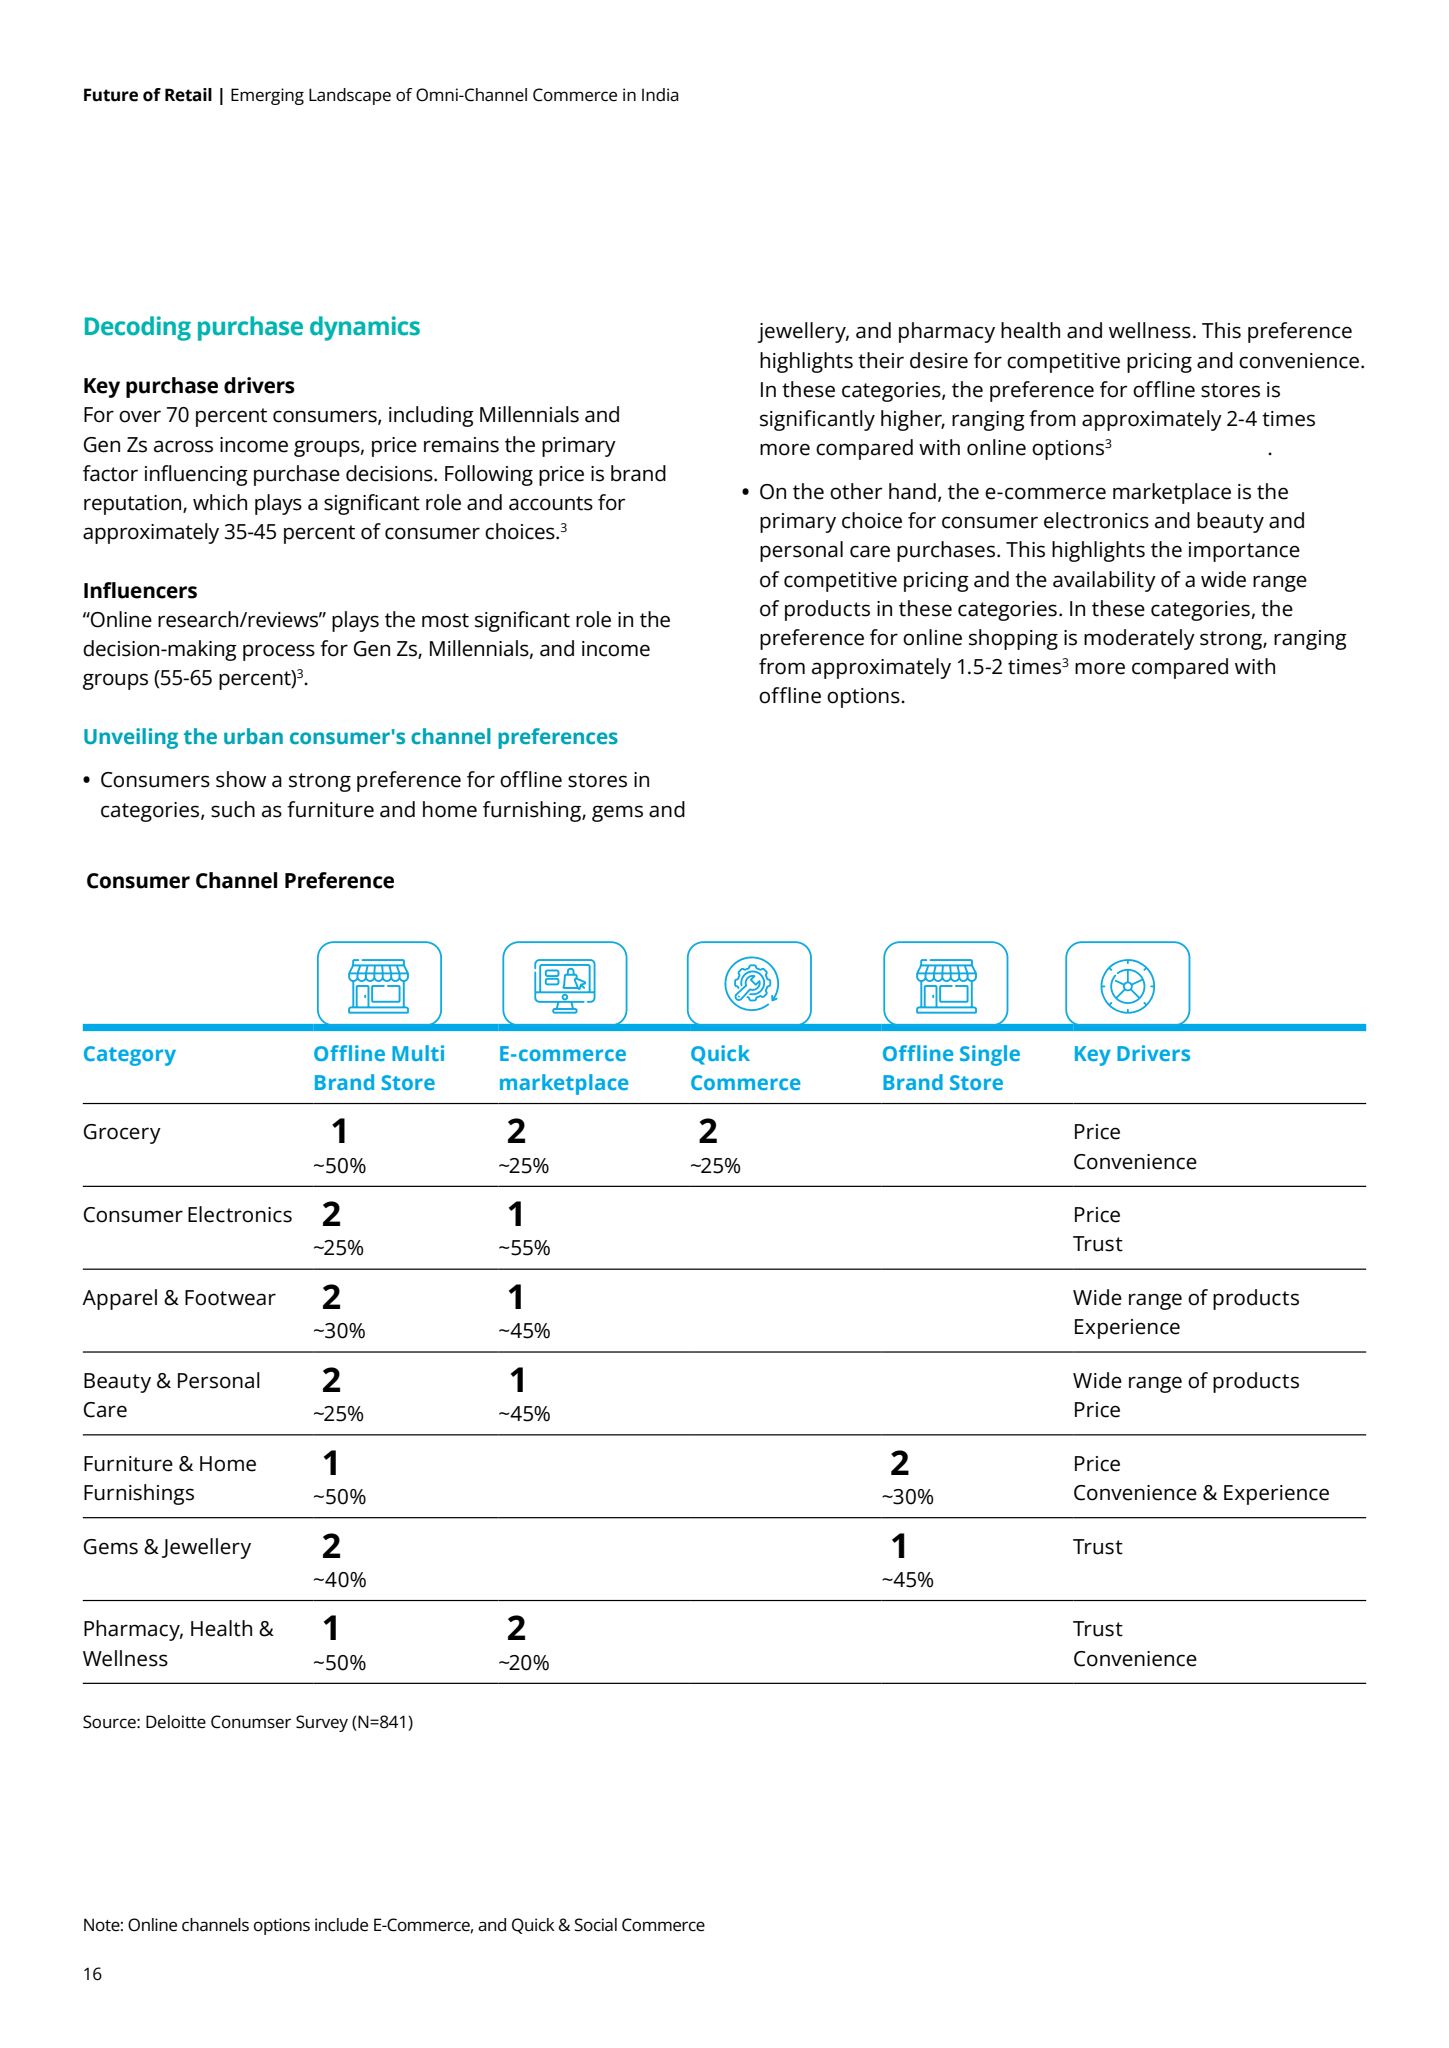 Future of Retail | Emerging Landscape of Omni-Channel Commerce in India
Decoding purchase dynamics
Key purchase drivers
For over 70 percent consumers, including Millennials and
Gen Zs across income groups, price remains the primary
factor influencing purchase decisions. Following price is brand
reputation, which plays a significant role and accounts for
approximately 35-45 percent of consumer choices.3
Influencers
“Online research/reviews” plays the most significant role in the
decision-making process for Gen Zs, Millennials, and income
groups (55-65 percent)3.
Unveiling the urban consumer's channel preferences
• Consumers show a strong preference for offline stores in
categories, such as furniture and home furnishing, gems and
jewellery, and pharmacy health and wellness. This preference
highlights their desire for competitive pricing and convenience.
In these categories, the preference for offline stores is
significantly higher, ranging from approximately 2-4 times
more compared with online options3 .
• On the other hand, the e-commerce marketplace is the
primary choice for consumer electronics and beauty and
personal care purchases. This highlights the importance
of competitive pricing and the availability of a wide range
of products in these categories. In these categories, the
preference for online shopping is moderately strong, ranging
from approximately 1.5-2 times3 more compared with
offline options.
Consumer Channel Preference
Category Offline Multi E-commerce Quick Offline Single Key Drivers
Brand Store marketplace Commerce Brand Store
Grocery 1 2 2 Price
~50% ~25% ~25% Convenience
Consumer Electronics 2 1 Price
~25% ~55% Trust
Apparel & Footwear 2 1 Wide range of products
~30% ~45% Experience
Beauty & Personal 2 1 Wide range of products
Care ~25% ~45% Price
Furniture & Home 1 2 Price
Furnishings ~50% ~30% Convenience & Experience
Gems & Jewellery 2 1 Trust
~40% ~45%
Pharmacy, Health & 1 2 Trust
Wellness ~50% ~20% Convenience
Source: Deloitte Conumser Survey (N=841)
Note: Online channels options include E-Commerce, and Quick & Social Commerce
16